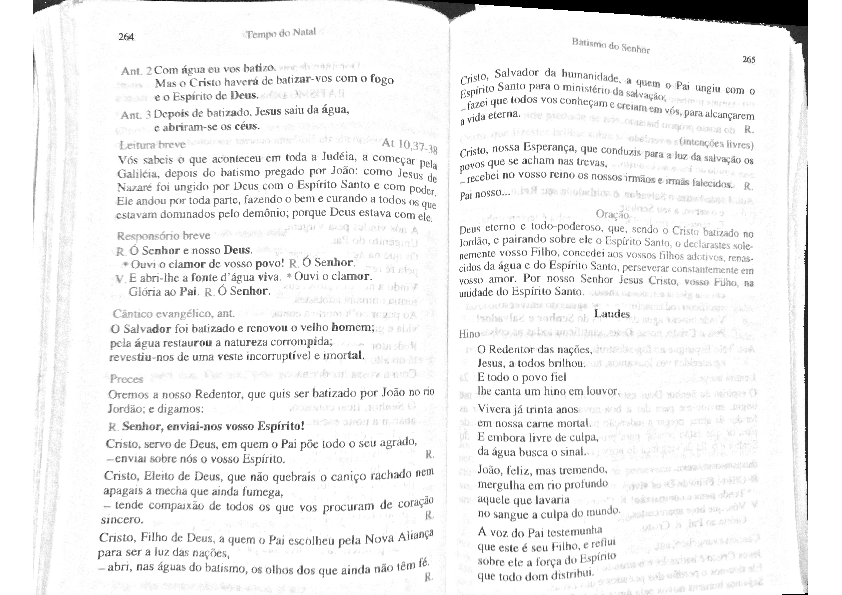 264
Tempo do Natal
Ant. 2 Com água eu vos batizo.
Mas o Cristo haverá de batizar-vos com o fogo
e o Espírito de Deus.
Ant. 3 Depois de batizado, Jesus saiu da água,
e abriram-se os céus.
Leitura breve At 10,37-38
Vós sabeis o que aconteceu em toda a Judéia, a começar pela
Galiléia, depois do batismo pregado por João: como Jesus de
Nazaré foi ungido por Deus com o Espírito Santo e com poder.
Ele andou por toda parte, fazendo o bem e curando a todos os que
estavam dominados pelo demônio; porque Deus estava com ele.
Responsório breve
R. Ó Senhor e nosso Deus.
* Ouvi o clamor de vosso povo! R. Ó Senhor.
V. E abri-lhe a fonte d'água viva. * Ouvi o clamor.
Glória ao Pai. R. Ó Senhor.
Cântico evangélico, ant.
O Salvador foi batizado e renovou o velho homem;
pela água restaurou a natureza corrompida;
revestiu-nos de uma veste incorruptível e imortal.
Preces
Oremos a nosso Redentor, que quis ser batizado por João no rio
Jordão; e digamos:
R. Senhor, enviai-nos vosso Espírito!
Cristo, servo de Deus, em quem o Pai põe todo o seu agrado,
– enviai sobre nós o vosso Espírito. R.
Cristo, Eleito de Deus, que não quebrais o caniço rachado nem
apagais a mecha que ainda fumega,
– tende compaixão de todos os que vos procuram de coração
sincero. R.
Cristo, Filho de Deus, a quem o Pai escolheu pela Nova Aliança
para ser a luz das nações,
– abri, nas águas do batismo, os olhos dos que ainda não têm fé.
R.
Batismo do Senhor
265
Cristo, Salvador da humanidade, a quem o Pai ungiu com o
Espírito Santo para o ministério da salvação;
– fazei que todos vos conheçam e creiam em vós, para alcançarem
a vida eterna. R.
(intenções livres)
Cristo, nossa Esperança, que conduzis para a luz da salvação os
povos que se acham nas trevas,
– recebei no vosso reino os nossos irmãos e irmãs falecidos. R.
Pai nosso...
Oração
Deus eterno e todo-poderoso, que, sendo o Cristo batizado no
Jordão, e pairando sobre ele o Espírito Santo, o declarastes sole-
nemente vosso Filho, concedei aos vossos filhos adotivos, renas-
cidos da água e do Espírito Santo, perseverar constantemente em
vosso amor. Por nosso Senhor Jesus Cristo, vosso Filho, na
unidade do Espírito Santo.
Laudes
Hino
O Redentor das nações,
Jesus, a todos brilhou.
E todo o povo fiel
lhe canta um hino em louvor.
Vivera já trinta anos
em nossa carne mortal.
E embora livre de culpa,
da água busca o sinal.
João, feliz, mas tremendo,
mergulha em rio profundo
aquele que lavaria
no sangue a culpa do mundo.
A voz do Pai testemunha
que este é seu Filho, e refluí
sobre ele a força do Espírito
que todo dom distribui.